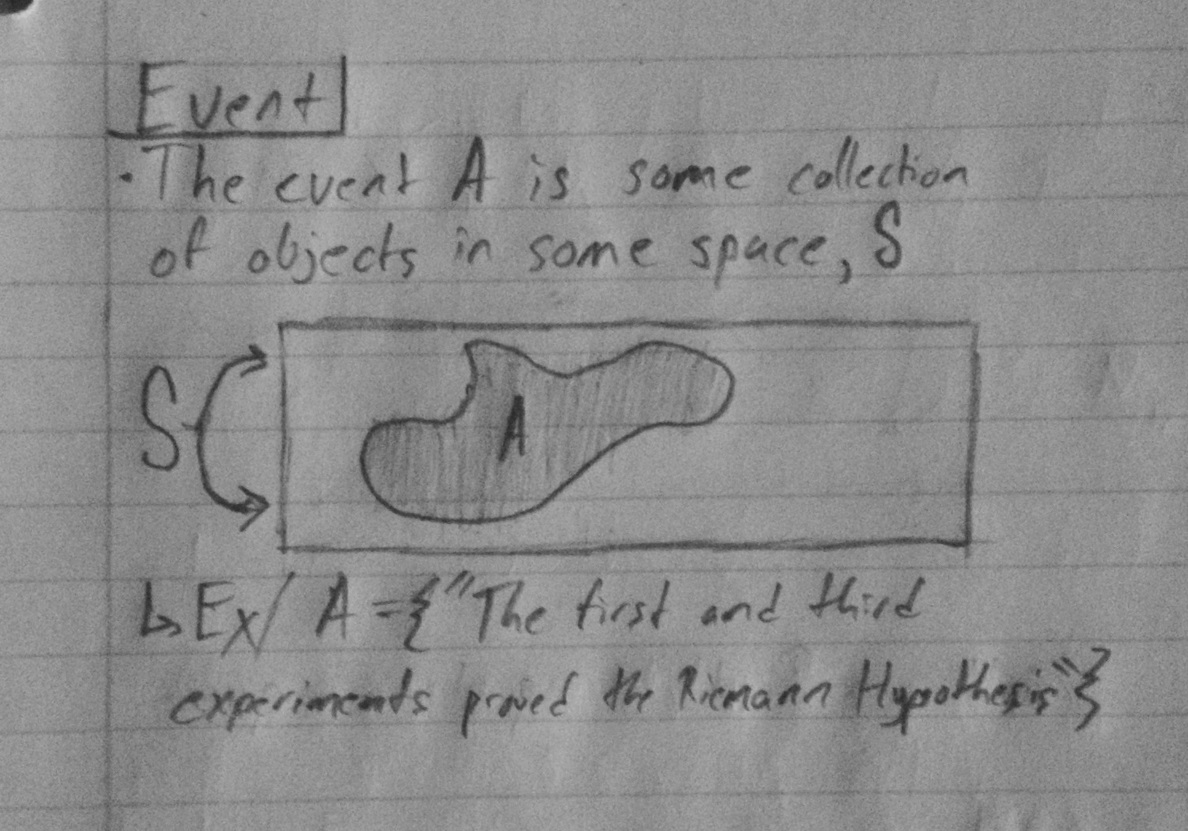 Event
· The event A is some collection
of objects in some space, S
A
S
↳ Ex/ A = {"The first and third
experiments proved the Riemann Hypothesis"}